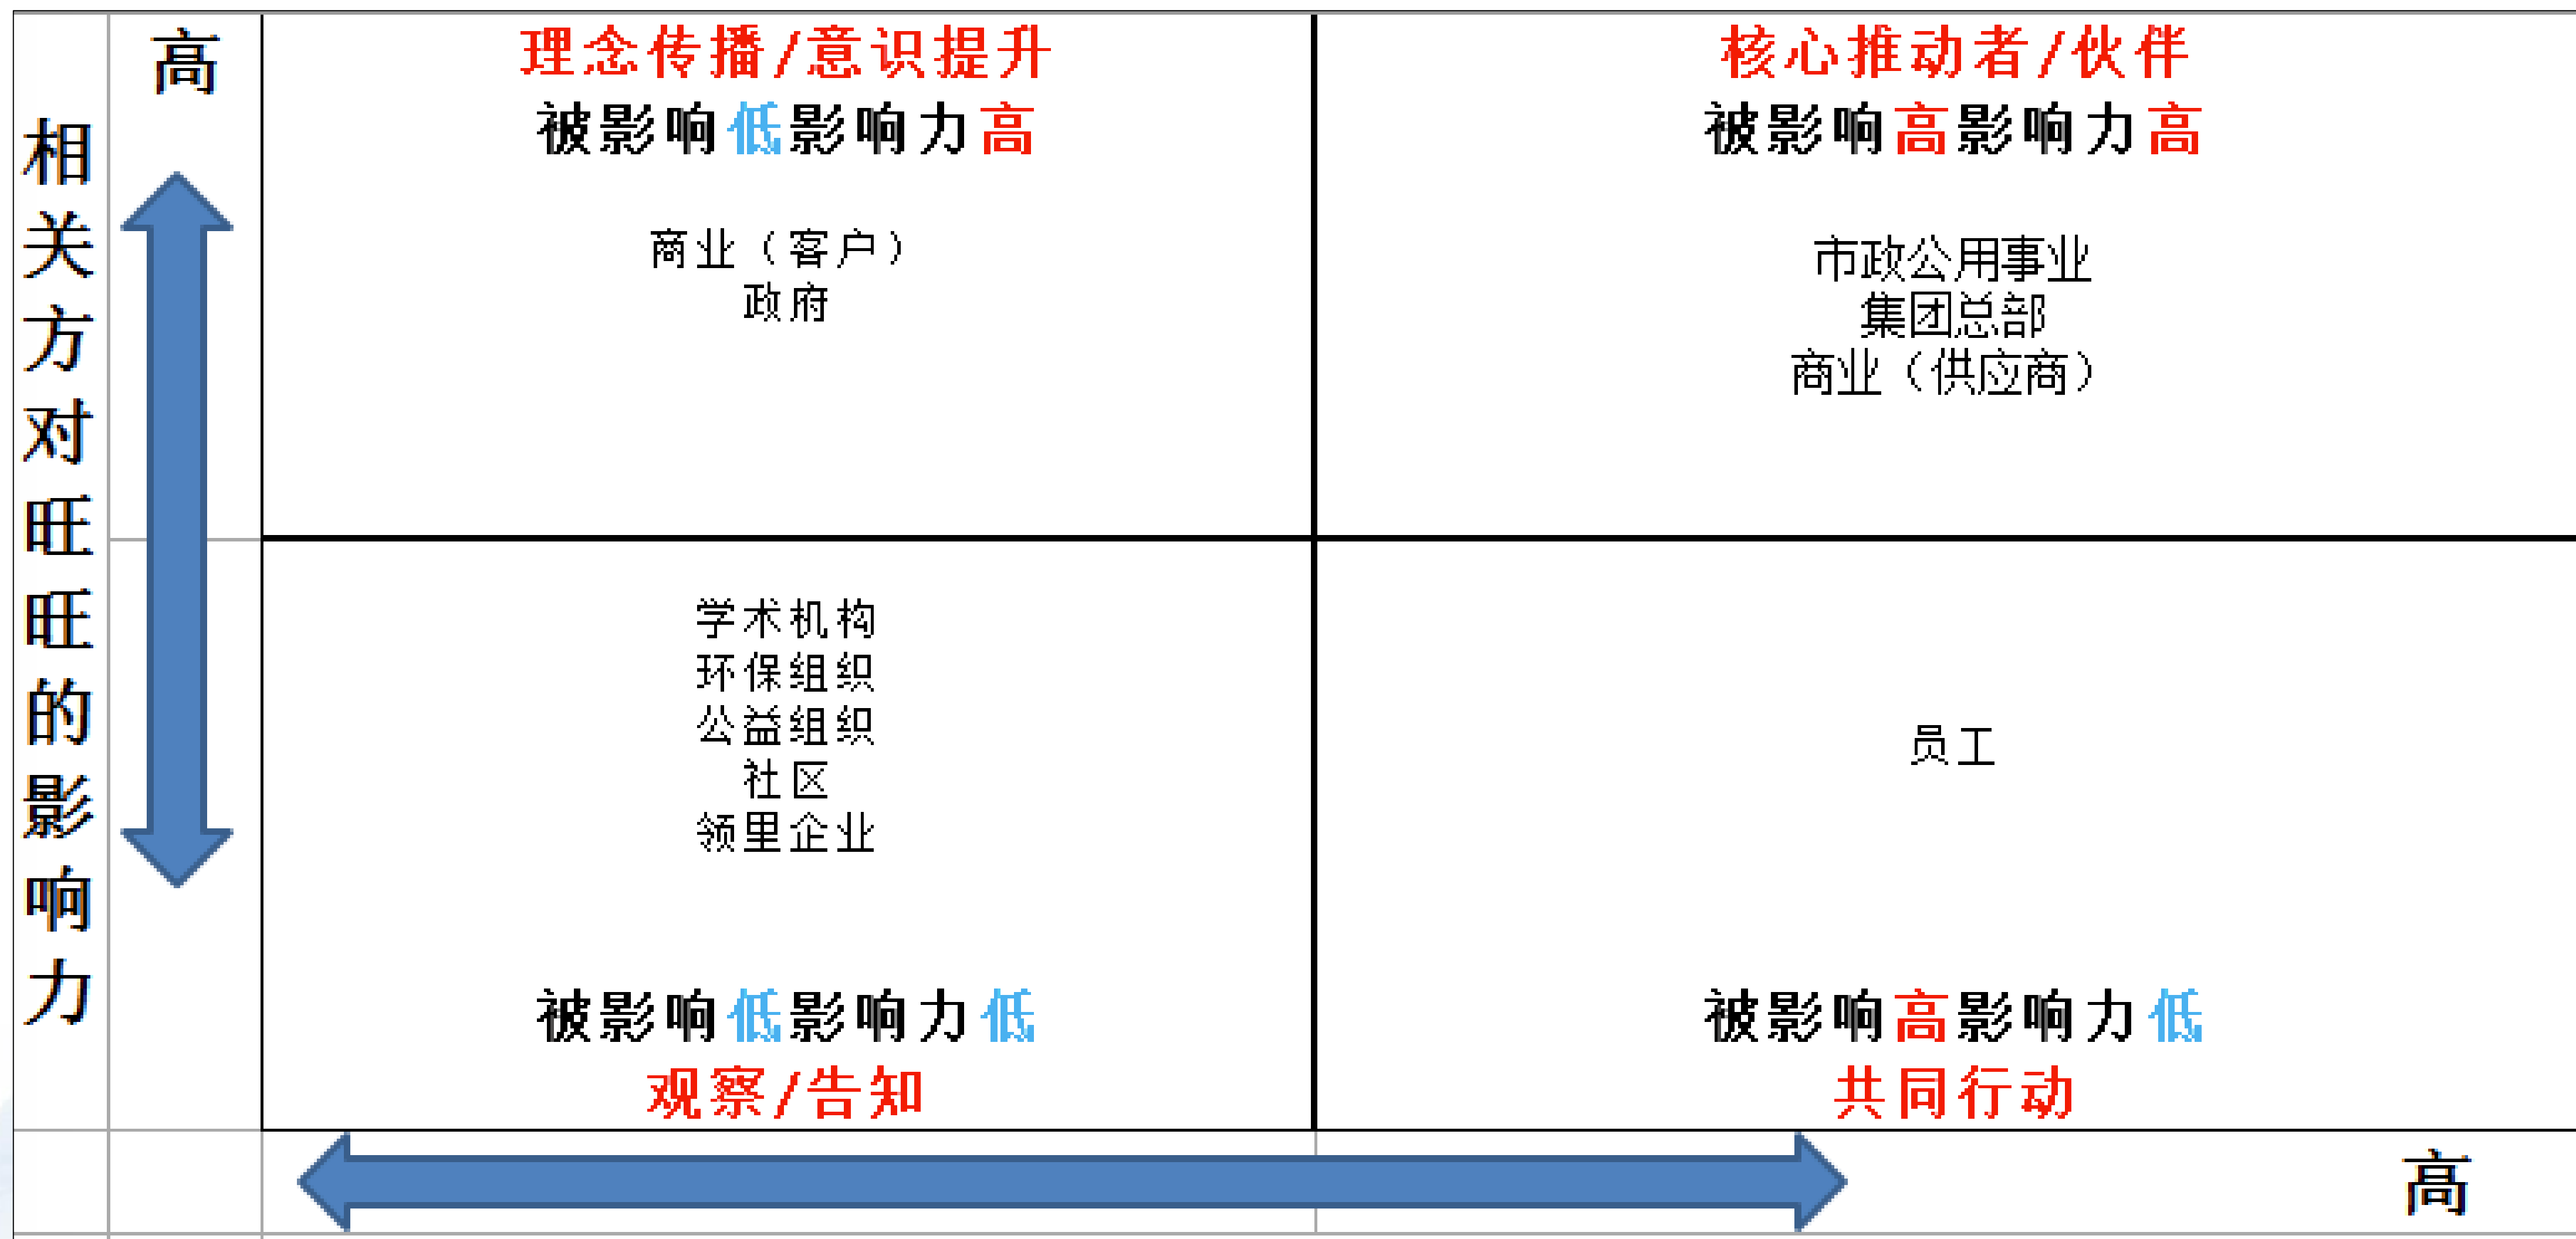 相关方对旺旺的影响力
高
理念传播/意识提升
被影响低影响力高
商业（客户）
政府
核心推动者/伙伴
被影响高影响力高
市政公用事业
集团总部
商业（供应商）
学术机构
环保组织
公益组织
社区
领里企业
被影响低影响力低
观察/告知
员工
被影响高影响力低
共同行动
高